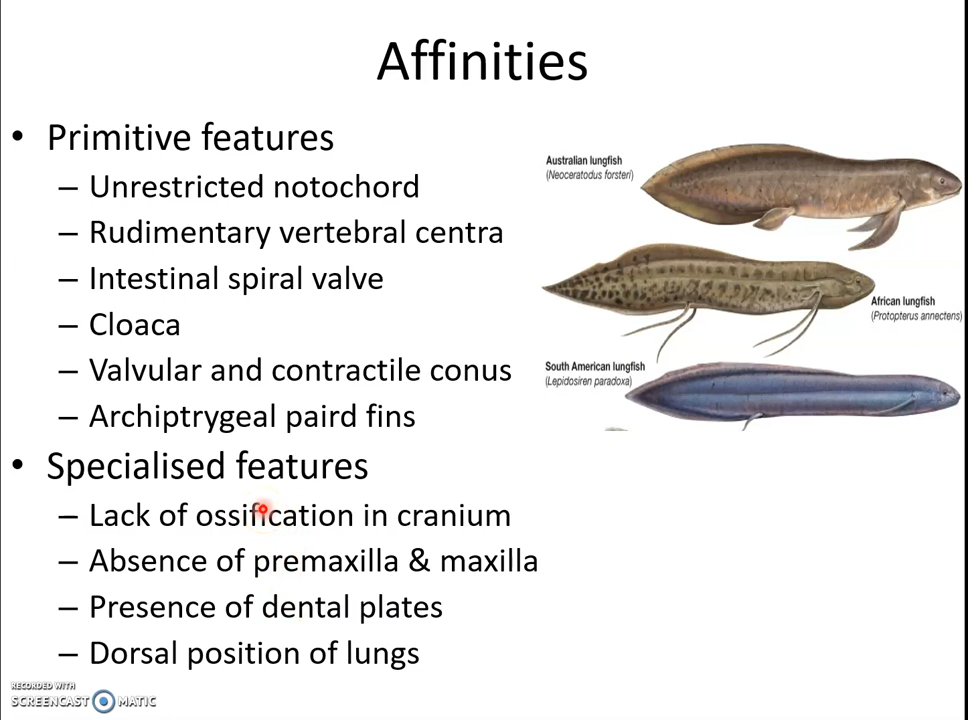 Affinities
• Primitive features
– Unrestricted notochord
– Rudimentary vertebral centra
– Intestinal spiral valve
– Cloaca
– Valvular and contractile conus
– Archiptrygeal paird fins
• Specialised features
– Lack of ossification in cranium
– Absence of premaxilla & maxilla
– Presence of dental plates
– Dorsal position of lungs
Australian lungfish
(Neoceratodus forsteri)
African lungfish
(Protopterus annectens)
South American lungfish
(Lepidosiren paradoxa)
RECORDED WITH
SCREENCAST MATIC